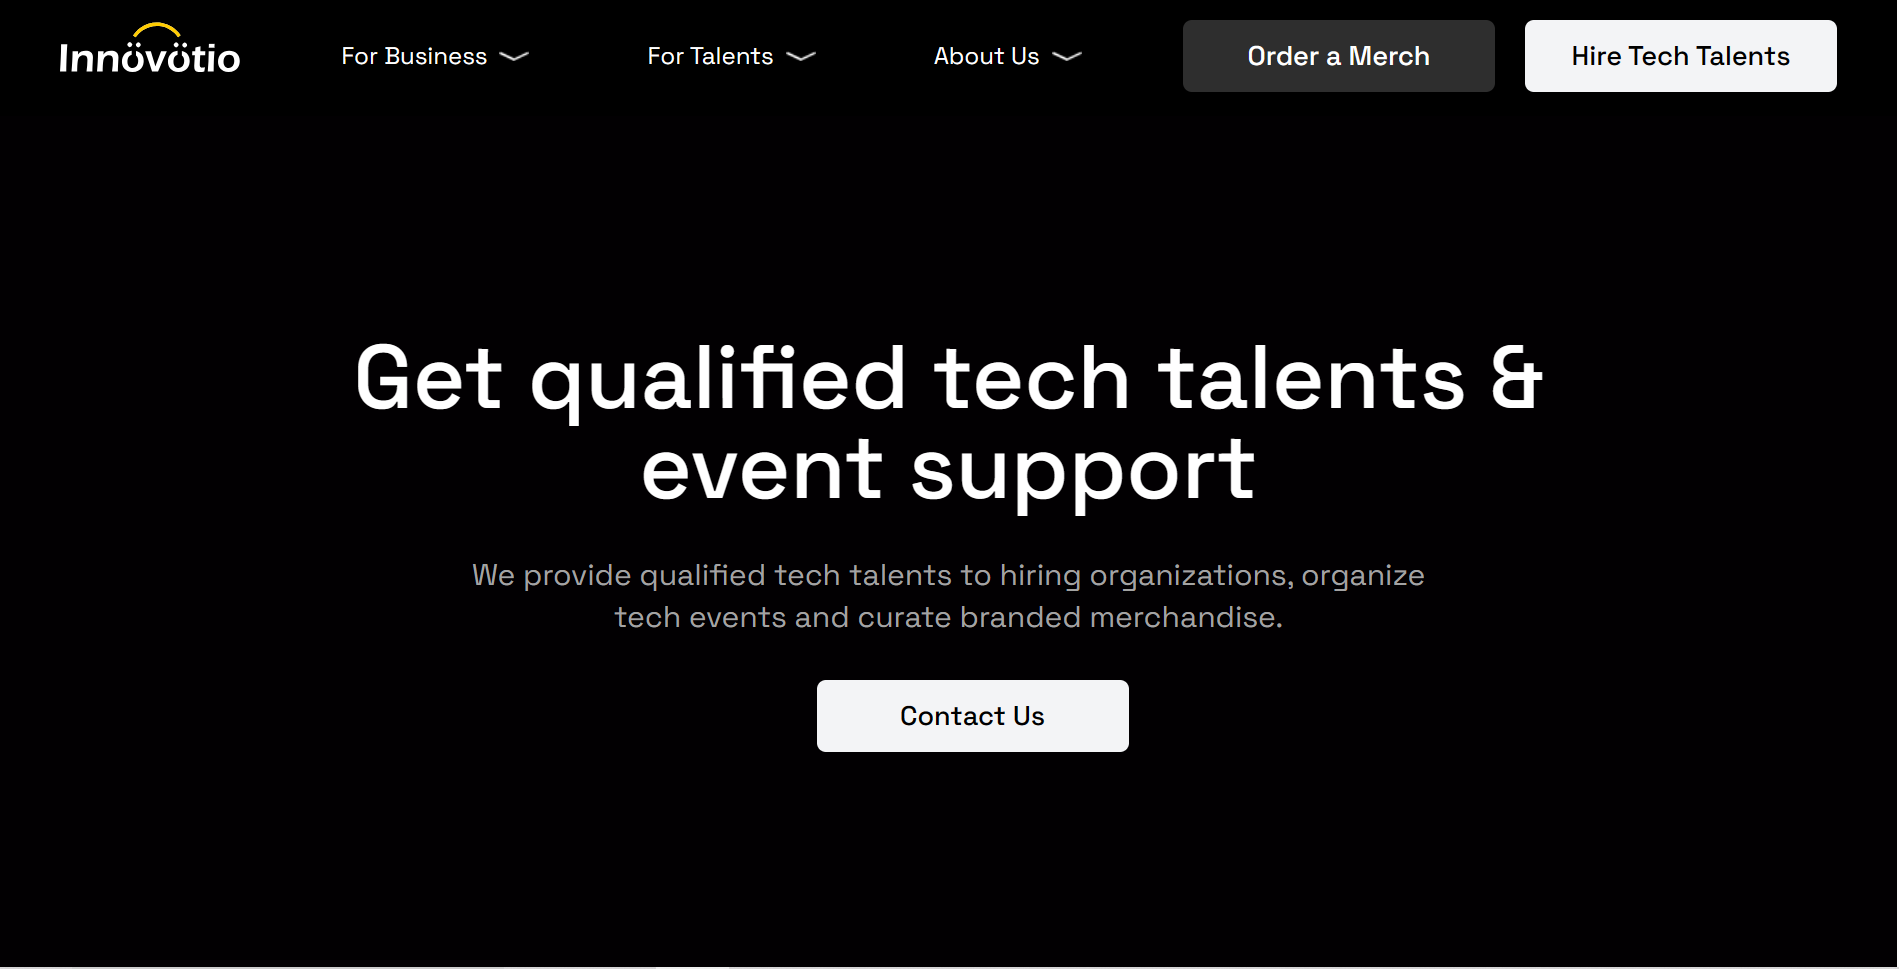 Innövötio
For Business
For Talents
About Us
Order a Merch
Hire Tech Talents
Get qualified tech talents &
event support
We provide qualified tech talents to hiring organizations, organize
tech events and curate branded merchandise.
Contact Us